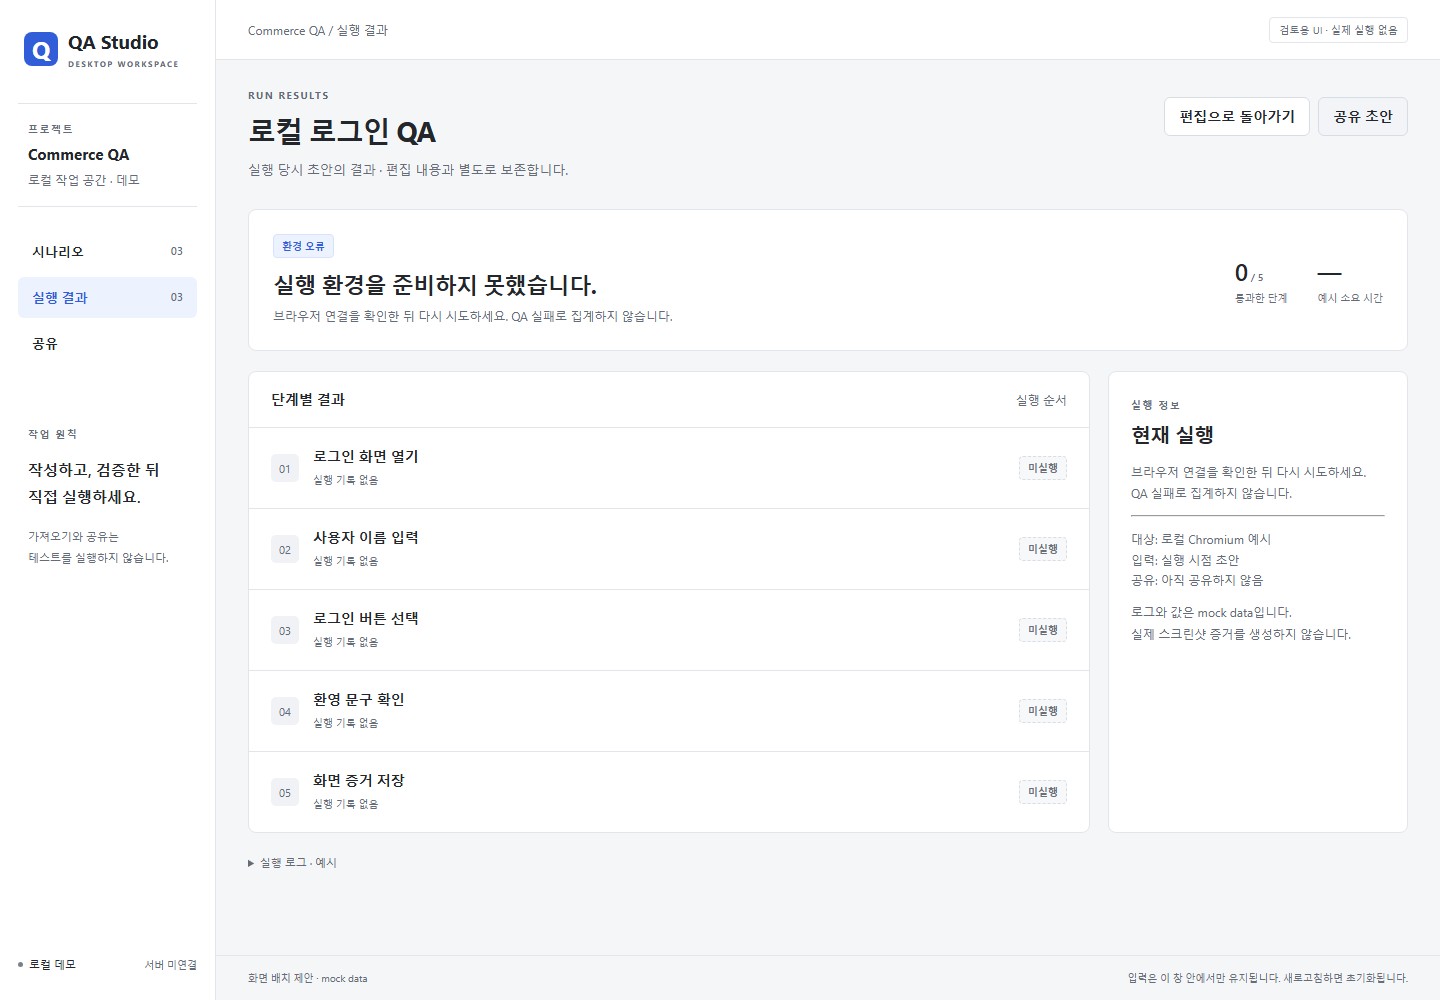 Q
QA Studio
DESKTOP WORKSPACE
프로젝트
Commerce QA
로컬 작업 공간 · 데모
시나리오 03
실행 결과 03
공유
작업 원칙
작성하고, 검증한 뒤
직접 실행하세요.
가져오기와 공유는
테스트를 실행하지 않습니다.
로컬 데모 서버 미연결
Commerce QA / 실행 결과
검토용 UI · 실제 실행 없음
RUN RESULTS
로컬 로그인 QA
실행 당시 초안의 결과 · 편집 내용과 별도로 보존합니다.
편집으로 돌아가기 공유 초안
환경 오류
실행 환경을 준비하지 못했습니다.
브라우저 연결을 확인한 뒤 다시 시도하세요. QA 실패로 집계하지 않습니다.
0 / 5
통과한 단계
—
예시 소요 시간
단계별 결과 실행 순서
01 로그인 화면 열기
실행 기록 없음
미실행
02 사용자 이름 입력
실행 기록 없음
미실행
03 로그인 버튼 선택
실행 기록 없음
미실행
04 환영 문구 확인
실행 기록 없음
미실행
05 화면 증거 저장
실행 기록 없음
미실행
실행 정보
현재 실행
브라우저 연결을 확인한 뒤 다시 시도하세요.
QA 실패로 집계하지 않습니다.
대상: 로컬 Chromium 예시
입력: 실행 시점 초안
공유: 아직 공유하지 않음
로그와 값은 mock data입니다.
실제 스크린샷 증거를 생성하지 않습니다.
▶ 실행 로그 · 예시
화면 배치 제안 · mock data
입력은 이 창 안에서만 유지됩니다. 새로고침하면 초기화됩니다.